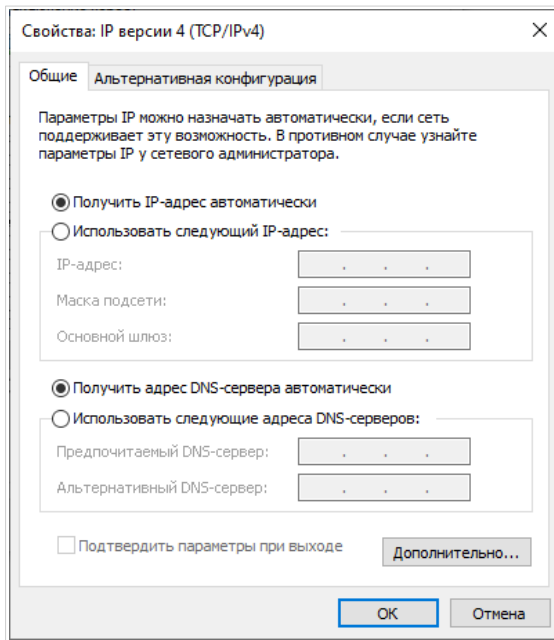 Свойства: IP версии 4 (TCP/IPv4)
Общие
Альтернативная конфигурация
Параметры IP можно назначать автоматически, если сеть
поддерживает эту возможность. В противном случае узнайте
параметры IP у сетевого администратора.
Получить IP-адрес автоматически
Использовать следующий IP-адрес:
IP-адрес:
Маска подсети:
Основной шлюз:
Получить адрес DNS-сервера автоматически
Использовать следующие адреса DNS-серверов:
Предпочитаемый DNS-сервер:
Альтернативный DNS-сервер:
Подтвердить параметры при выходе
Дополнительно...
ОК
Отмена